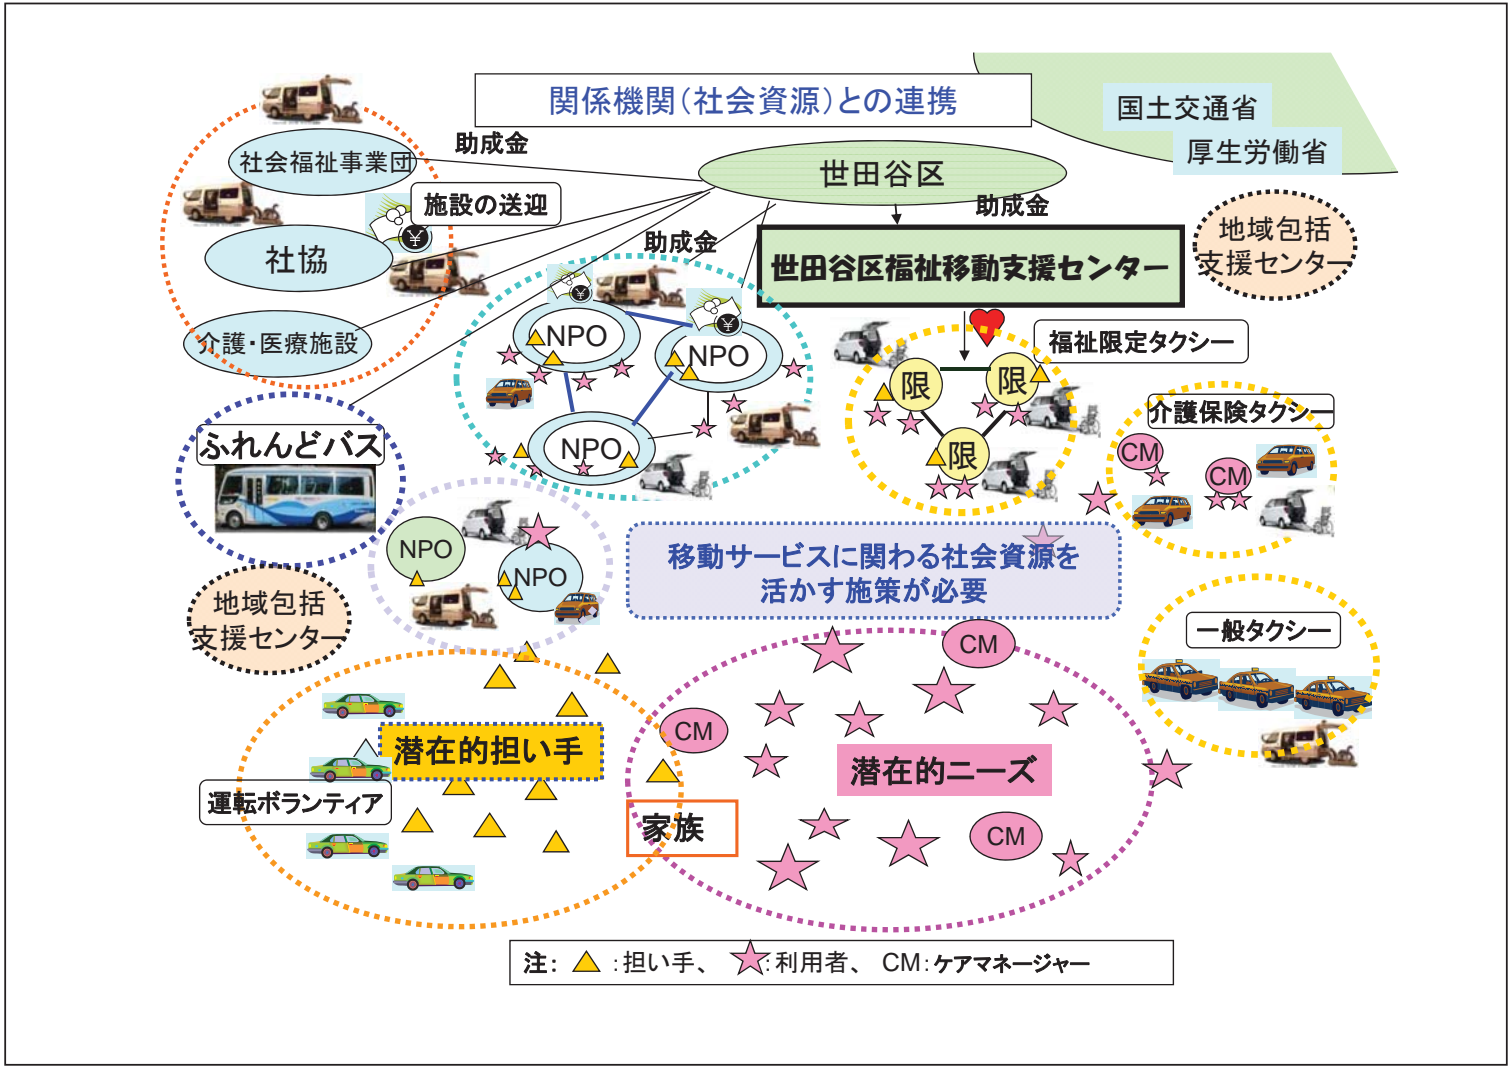 関係機関（社会資源）との連携
国土交通省
厚生労働省
助成金
社会福祉事業団
世田谷区
施設の送迎
助成金
地域包括
支援センター
社協
助成金
世田谷区福祉移動支援センター
介護・医療施設
NPO
NPO
NPO
福祉限定タクシー
限
限
限
介護保険タクシー
CM
CM
ふれんどバス
NPO
NPO
移動サービスに関わる社会資源を
活かす施策が必要
地域包括
支援センター
一般タクシー
CM
CM
潜在的担い手
潜在的ニーズ
運転ボランティア
家族
CM
注： ：担い手、 ：利用者、 CM：ケアマネージャー